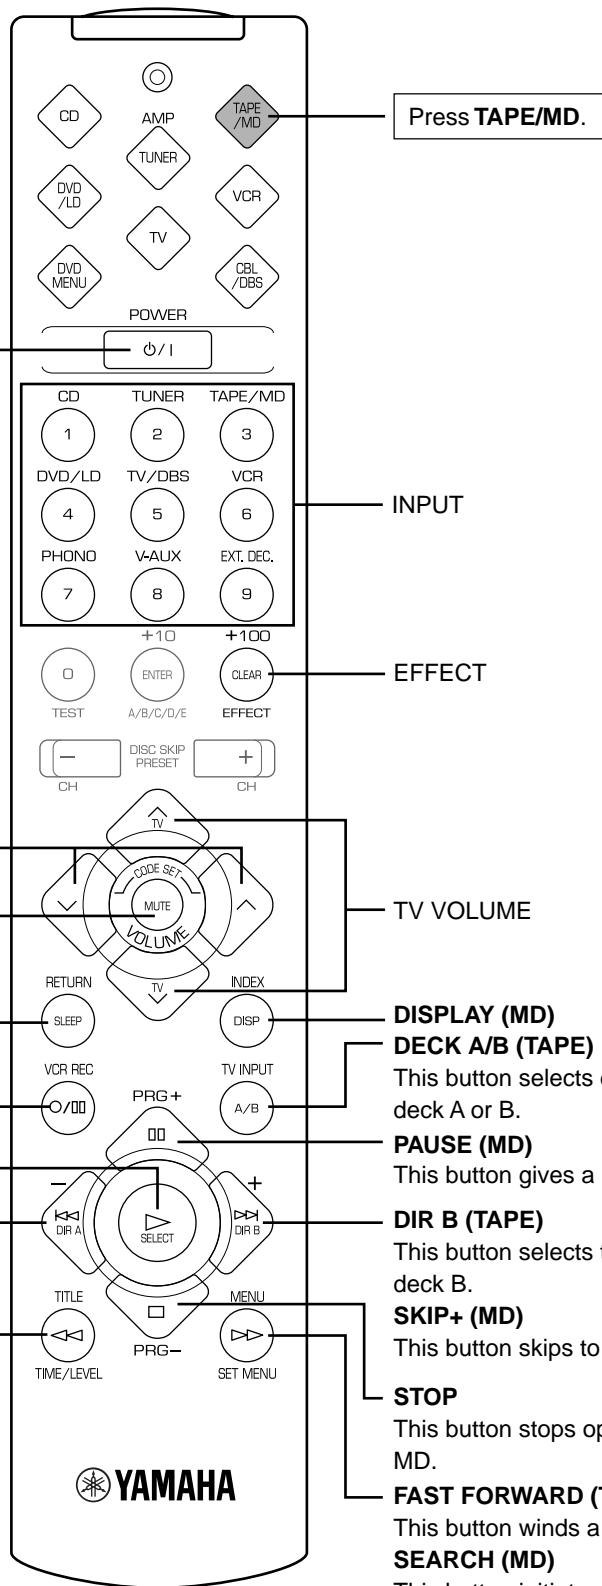 CD
AMP
TAPE
/MD
Press TAPE/MD.
TUNER
DVD
/LD
VCR
TV
DVD
MENU
CBL
/DBS
POWER
⏻/I
CD TUNER TAPE/MD
1 2 3
DVD/LD TV/DBS VCR
4 5 6
INPUT
PHONO V-AUX EXT. DEC.
7 8 9
+10 +100
0 ENTER CLEAR
EFFECT
TEST A/B/C/D/E EFFECT
– DISC SKIP +
PRESET
CH CH
TV
CODE SET
MUTE
VOLUME
TV VOLUME
TV
RETURN INDEX
SLEEP DISP
DISPLAY (MD)
DECK A/B (TAPE)
This button selects
deck A or B.
VCR REC TV INPUT
PRG+
A/B
PAUSE (MD)
This button gives a
– +
DIR A SELECT DIR B
DIR B (TAPE)
This button selects
deck B.
SKIP+ (MD)
This button skips to
TITLE MENU
PRG–
TIME/LEVEL SET MENU
STOP
This button stops
MD.
FAST FORWARD
This button winds a
SEARCH (MD)
YAMAHA